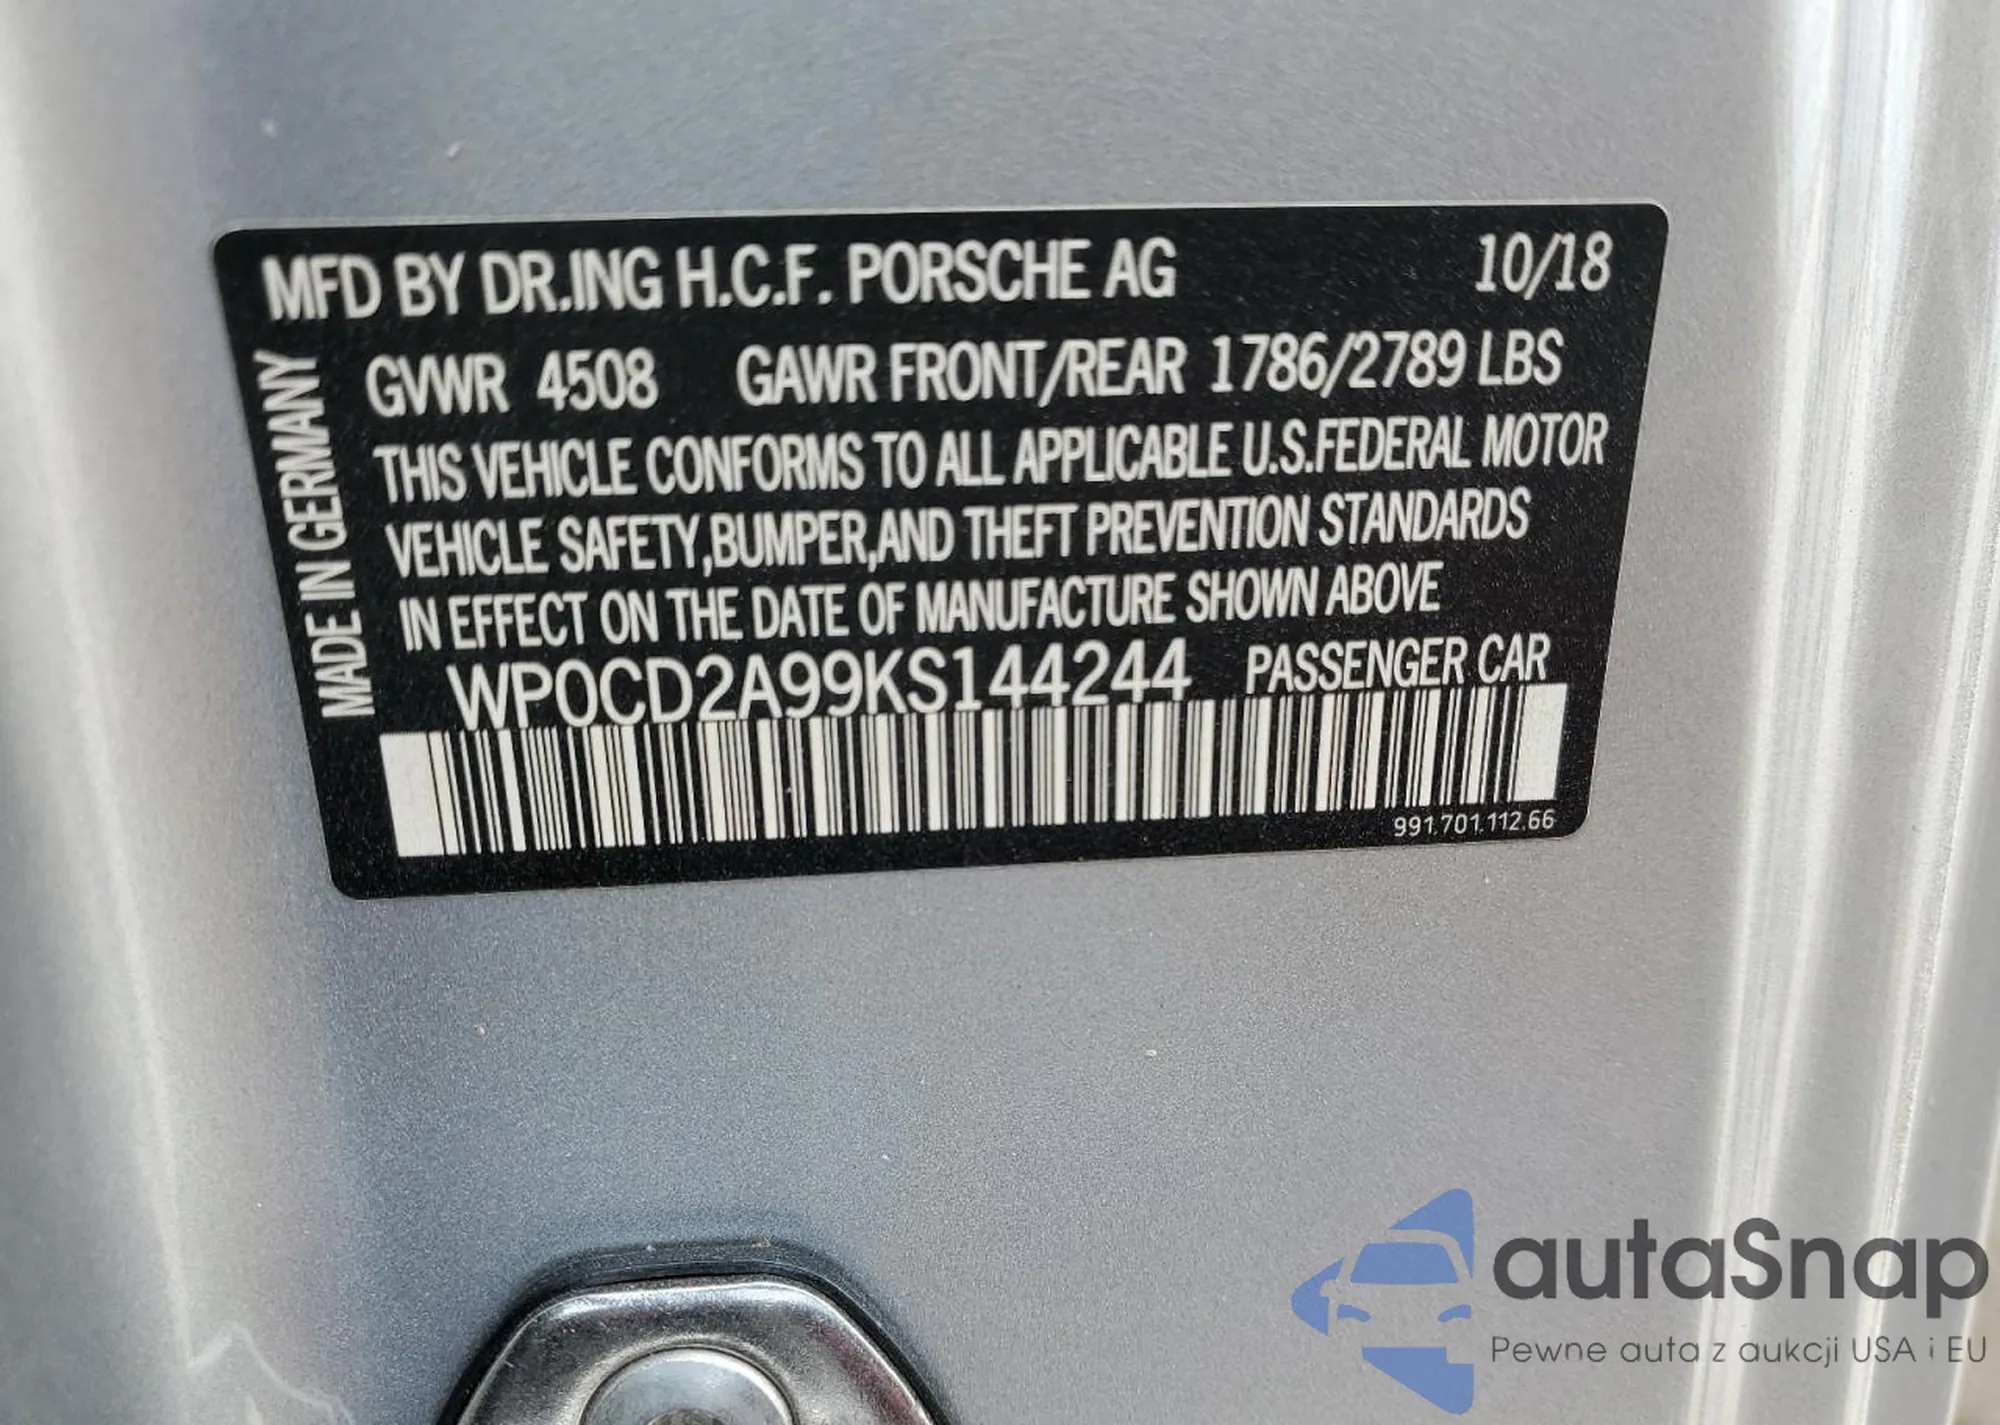 MFD BY DR.ING H.C.F. PORSCHE AG 10/18
GVWR 4508 GAWR FRONT/REAR 1786/2789 LBS
THIS VEHICLE CONFORMS TO ALL APPLICABLE U.S.FEDERAL MOTOR
VEHICLE SAFETY,BUMPER,AND THEFT PREVENTION STANDARDS
IN EFFECT ON THE DATE OF MANUFACTURE SHOWN ABOVE
WP0CD2A99KS144244 PASSENGER CAR
991.701.112.66
MADE IN GERMANY
autaSnap
Pewne auta z aukcji USA i EU